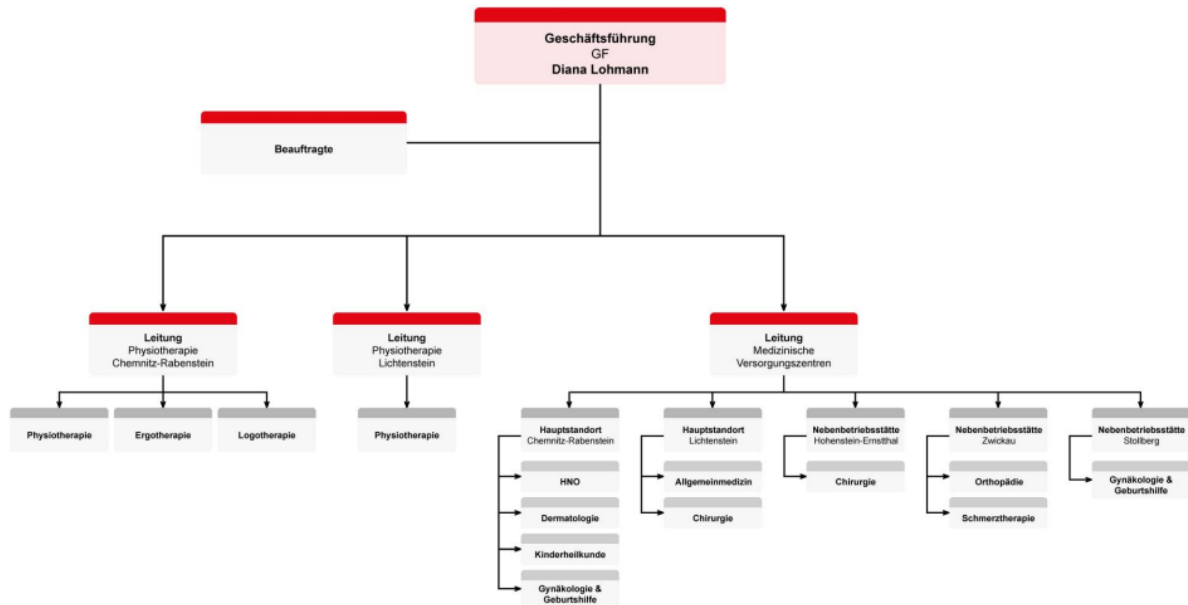 Geschäftsführung
GF
Diana Lohmann
Beauftragte
Leitung
Physiotherapie
Chemnitz-Rabenstein
Leitung
Physiotherapie
Lichtenstein
Leitung
Medizinische
Versorgungszentren
Physiotherapie
Ergotherapie
Logotherapie
Physiotherapie
Hauptstandort
Chemnitz-Rabenstein
HNO
Dermatologie
Kinderheilkunde
Gynäkologie &
Geburtshilfe
Hauptstandort
Lichtenstein
Allgemeinmedizin
Chirurgie
Nebenbetriebsstätte
Hohenstein-Ernstthal
Chirurgie
Nebenbetriebsstätte
Zwickau
Orthopädie
Schmerztherapie
Nebenbetriebsstätte
Stollberg
Gynäkologie &
Geburtshilfe